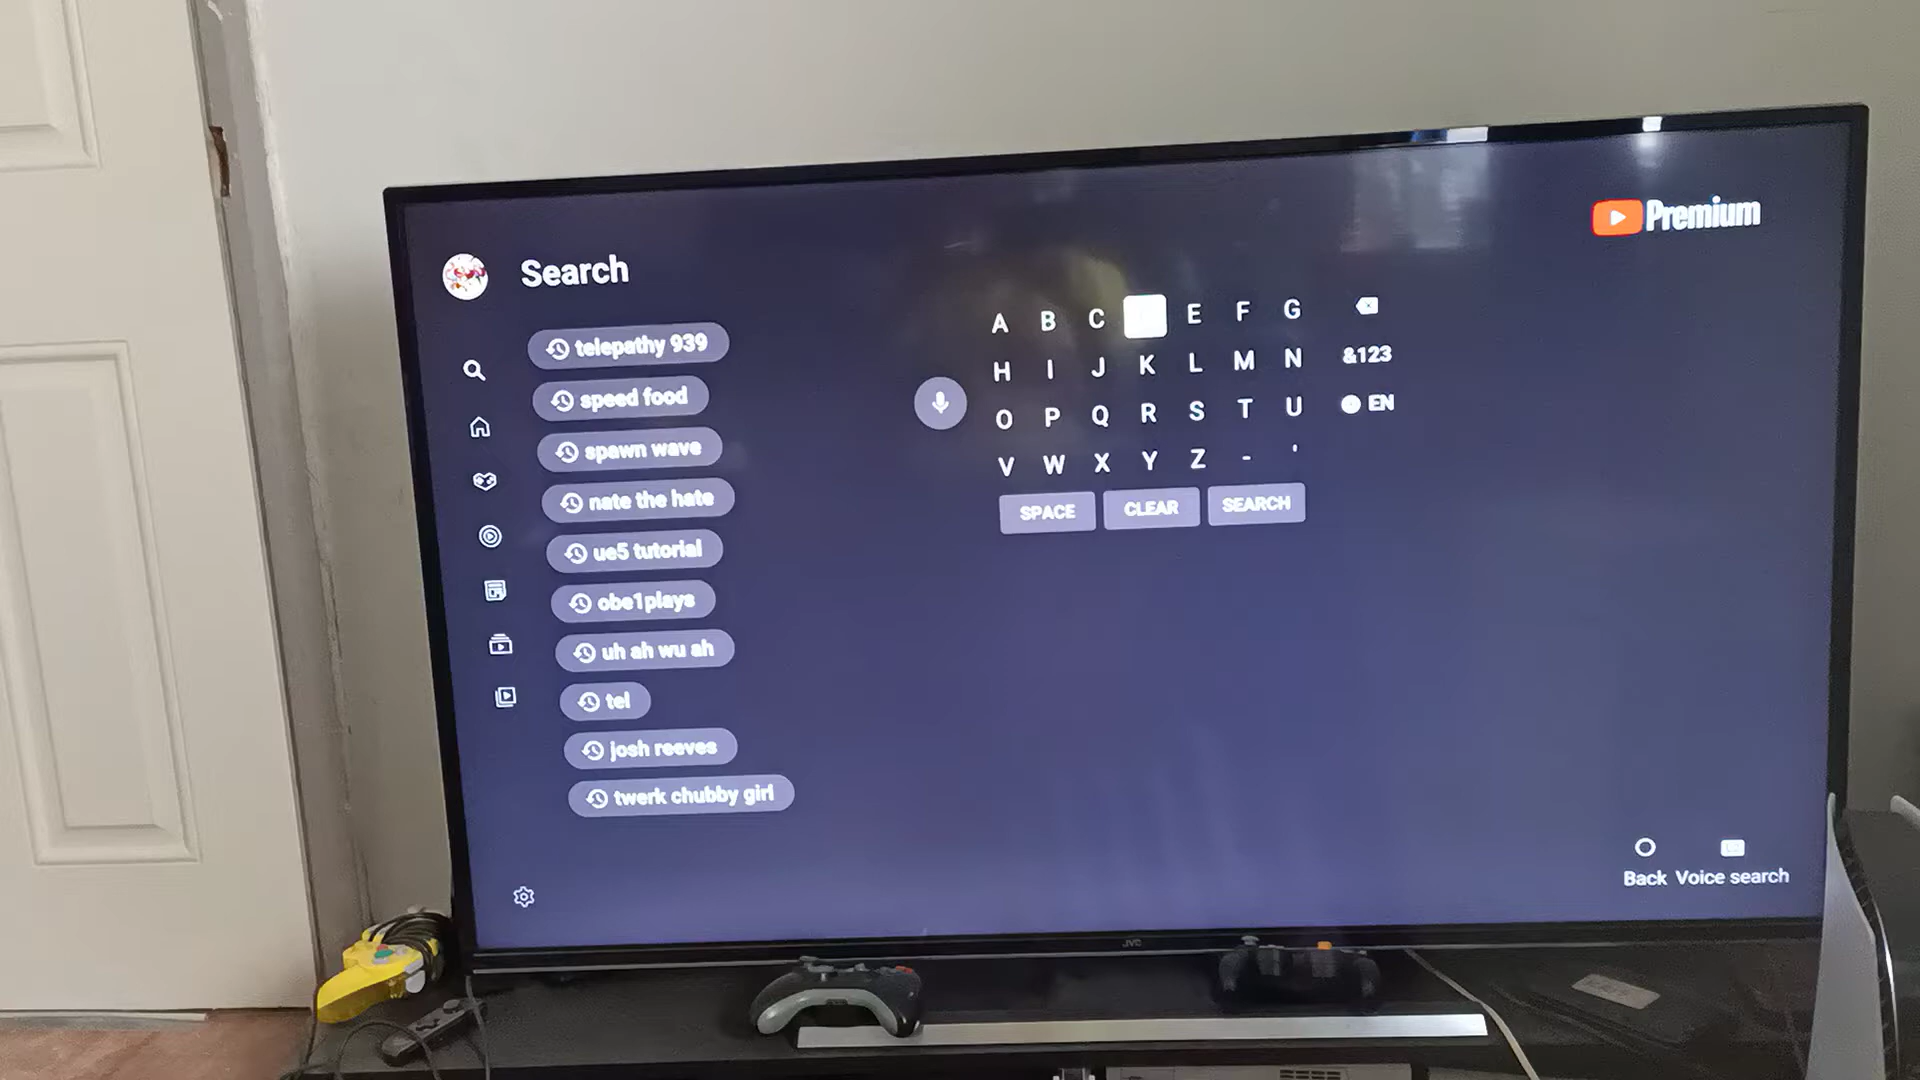 Premium
Search
telepathy 939
speed food
spawn wave
nate the hate
ue5 tutorial
obe1plays
uh ah wu ah
tel
josh reeves
twerk chubby girl
A B C E F G
H I J K L M N &123
O P Q R S T U EN
V W X Y Z - '
SPACE CLEAR SEARCH
Back Voice search
JVC